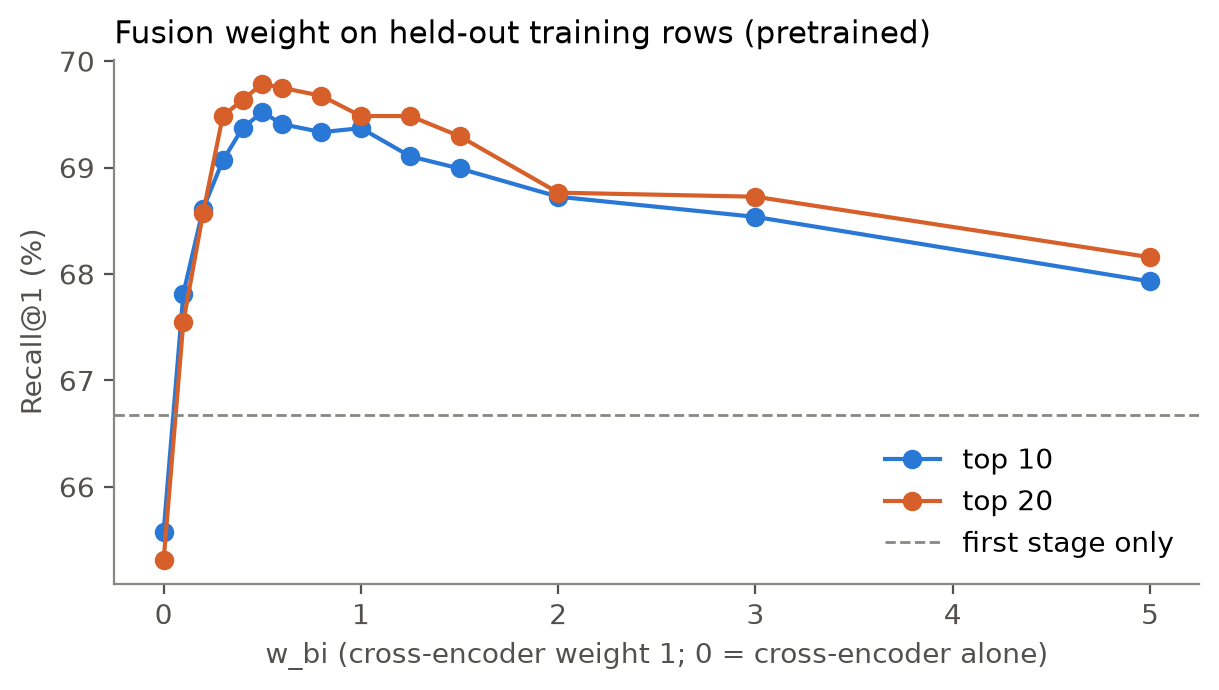 Fusion weight on held-out training rows (pretrained)
70
69
68
67
66
Recall@1 (%)
top 10
top 20
first stage only
0 1 2 3 4 5
w_bi (cross-encoder weight 1; 0 = cross-encoder alone)